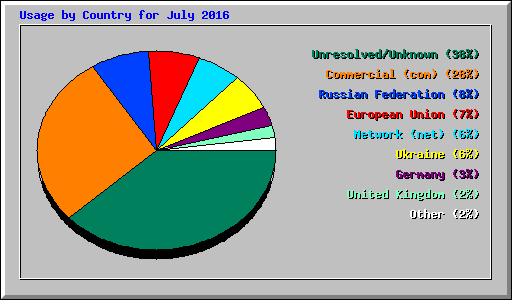 Usage by Country for July 2016
Unresolved/Unknown (38%)
Commercial (com) (28%)
Russian Federation (8%)
European Union (7%)
Network (net) (6%)
Ukraine (6%)
Germany (3%)
United Kingdom (2%)
Other (2%)